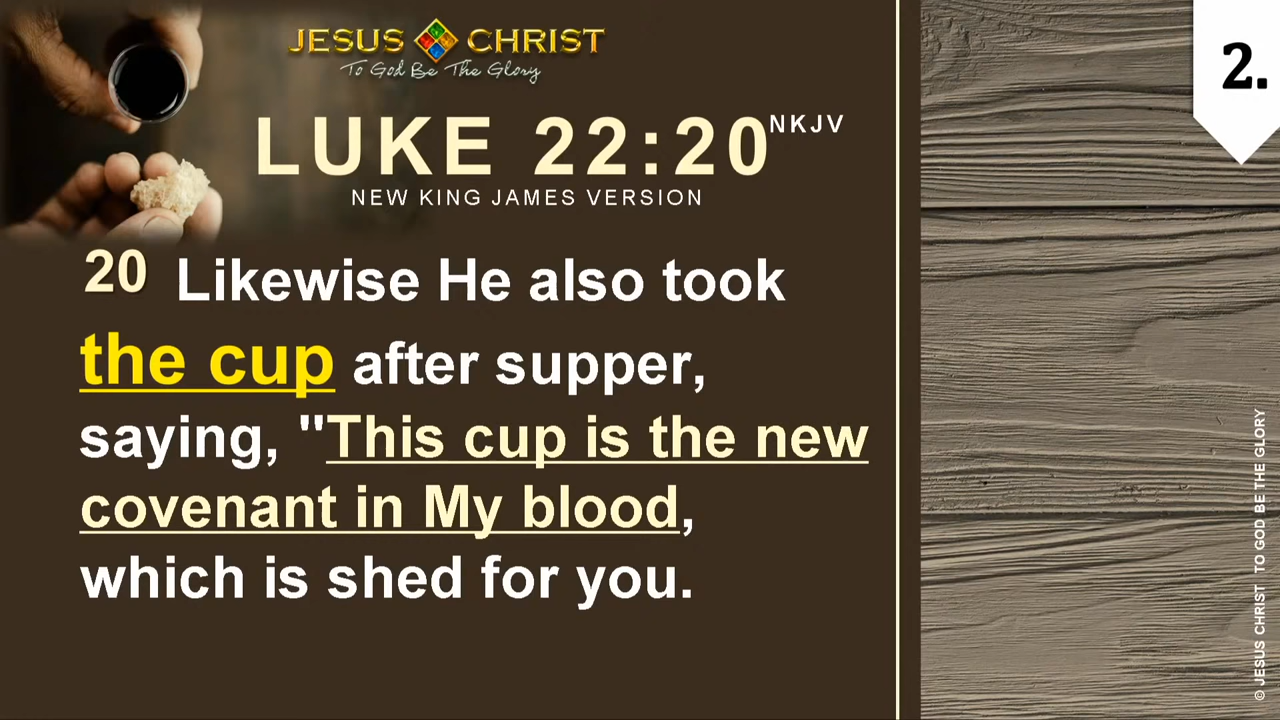 JESUS CHRIST
To God Be The Glory
LUKE 22:20 NKJV
NEW KING JAMES VERSION
20 Likewise He also took
the cup after supper,
saying, "This cup is the new
covenant in My blood,
which is shed for you.
2.
© JESUS CHRIST TO GOD BE THE GLORY